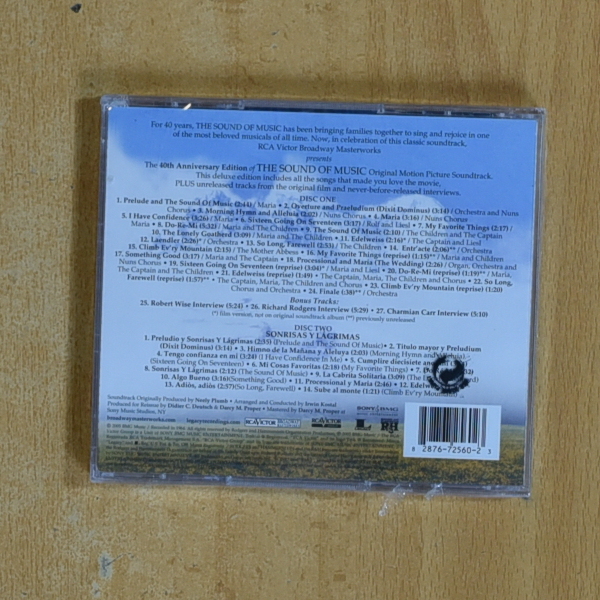 For 40 years, THE SOUND OF MUSIC has been bringing families together to sing and rejoice in one
of the most beloved musicals of all time. Now, in celebration of this classic soundtrack,
RCA Victor Broadway Masterworks
presents
The 40th Anniversary Edition of THE SOUND OF MUSIC Original Motion Picture Soundtrack.
This deluxe edition includes all the songs that made you love the movie,
PLUS unreleased tracks from the original film and never-before-released interviews.
DISC ONE
1. Prelude and The Sound Of Music (2:44) / Maria • 2. Overture and Praeludium (Dixit Dominus) (3:14) / Orchestra and Nuns
Chorus • 3. Morning Hymn and Alleluia (2:02) / Nuns Chorus • 4. Maria (3:16) / Nuns Chorus
5. I Have Confidence (3:26) / Maria • 6. Sixteen Going On Seventeen (3:17) / Rolf and Liesl • 7. My Favorite Things (2:17) /
Maria • 8. Do-Re-Mi (5:32) / Maria and The Children • 9. The Sound Of Music (2:10) / The Children and The Captain
10. The Lonely Goatherd (3:09) / Maria and The Children • 11. Edelweiss (2:16)* / The Captain and Liesl
12. Laendler (2:26)* / Orchestra • 13. So Long, Farewell (2:53) / The Children • 14. Entr'acte (2:06)** / Orchestra
15. Climb Ev'ry Mountain (2:15) / The Mother Abbess • 16. My Favorite Things (reprise) (1:15)** / Maria and Children
17. Something Good (3:17) / Maria and The Captain • 18. Processional and Maria (The Wedding) (2:26) / Organ, Orchestra and
Nuns Chorus • 19. Sixteen Going On Seventeen (reprise) (3:04)* / Maria and Liesl • 20. Do-Re-Mi (reprise) (1:19)** / Maria,
The Captain and The Children • 21. Edelweiss (reprise) (1:49) • The Captain, Maria, The Children and Chorus • 22. So Long,
Farewell (reprise) (1:57)** • The Captain, Maria, The Children and Chorus • 23. Climb Ev'ry Mountain (reprise) (1:20)
Chorus and Orchestra • 24. Finale (:38)** / Orchestra
Bonus Tracks:
25. Robert Wise Interview (5:24) • 26. Richard Rodgers Interview (5:29) • 27. Charmian Carr Interview (5:10)
(*) film version, not on original soundtrack album (**) previously unreleased
DISC TWO
SONRISAS Y LÁGRIMAS
1. Preludio y Sonrisas Y Lágrimas (2:35) (Prelude and The Sound Of Music) • 2. Título mayor y Preludium
(Dixit Dominus) (3:14) • 3. Himno de la Mañana y Aleluya (2:03) (Morning Hymn and
4. Tengo confianza en mi (3:24) (I Have Confidence In Me) • 5. Cumplire diecisiete
(Sixteen Going On Seventeen) • 6. Mi Cosas Favoritas (2:18) (My Favorite Things) • 7.
8. Sonrisas y Lágrimas (2:12) (The Sound Of Music) • 9. La Cabrita Solitaria (3:09) (The
10. Algo Bueno (3:16)(Something Good) • 11. Processional y Maria (2:46) • 12.
13. Adiós, adiós (2:57)(So Long, Farewell) • 14. Sube al monte (1:21) (Climb Ev'ry Mountain)
Soundtrack Originally Produced by Neely Plumb • Arranged and Conducted by Irwin Kostal
Produced for Reissue by Didier C. Deutsch & Darcy M. Proper • Mastered by Darcy M. Proper at
Sony Music Studios, NY
broadwaymasterworks.com legacyrecordings.com RCA VICTOR RCA VICTOR SONY BMG
8 2876-72560-2 3